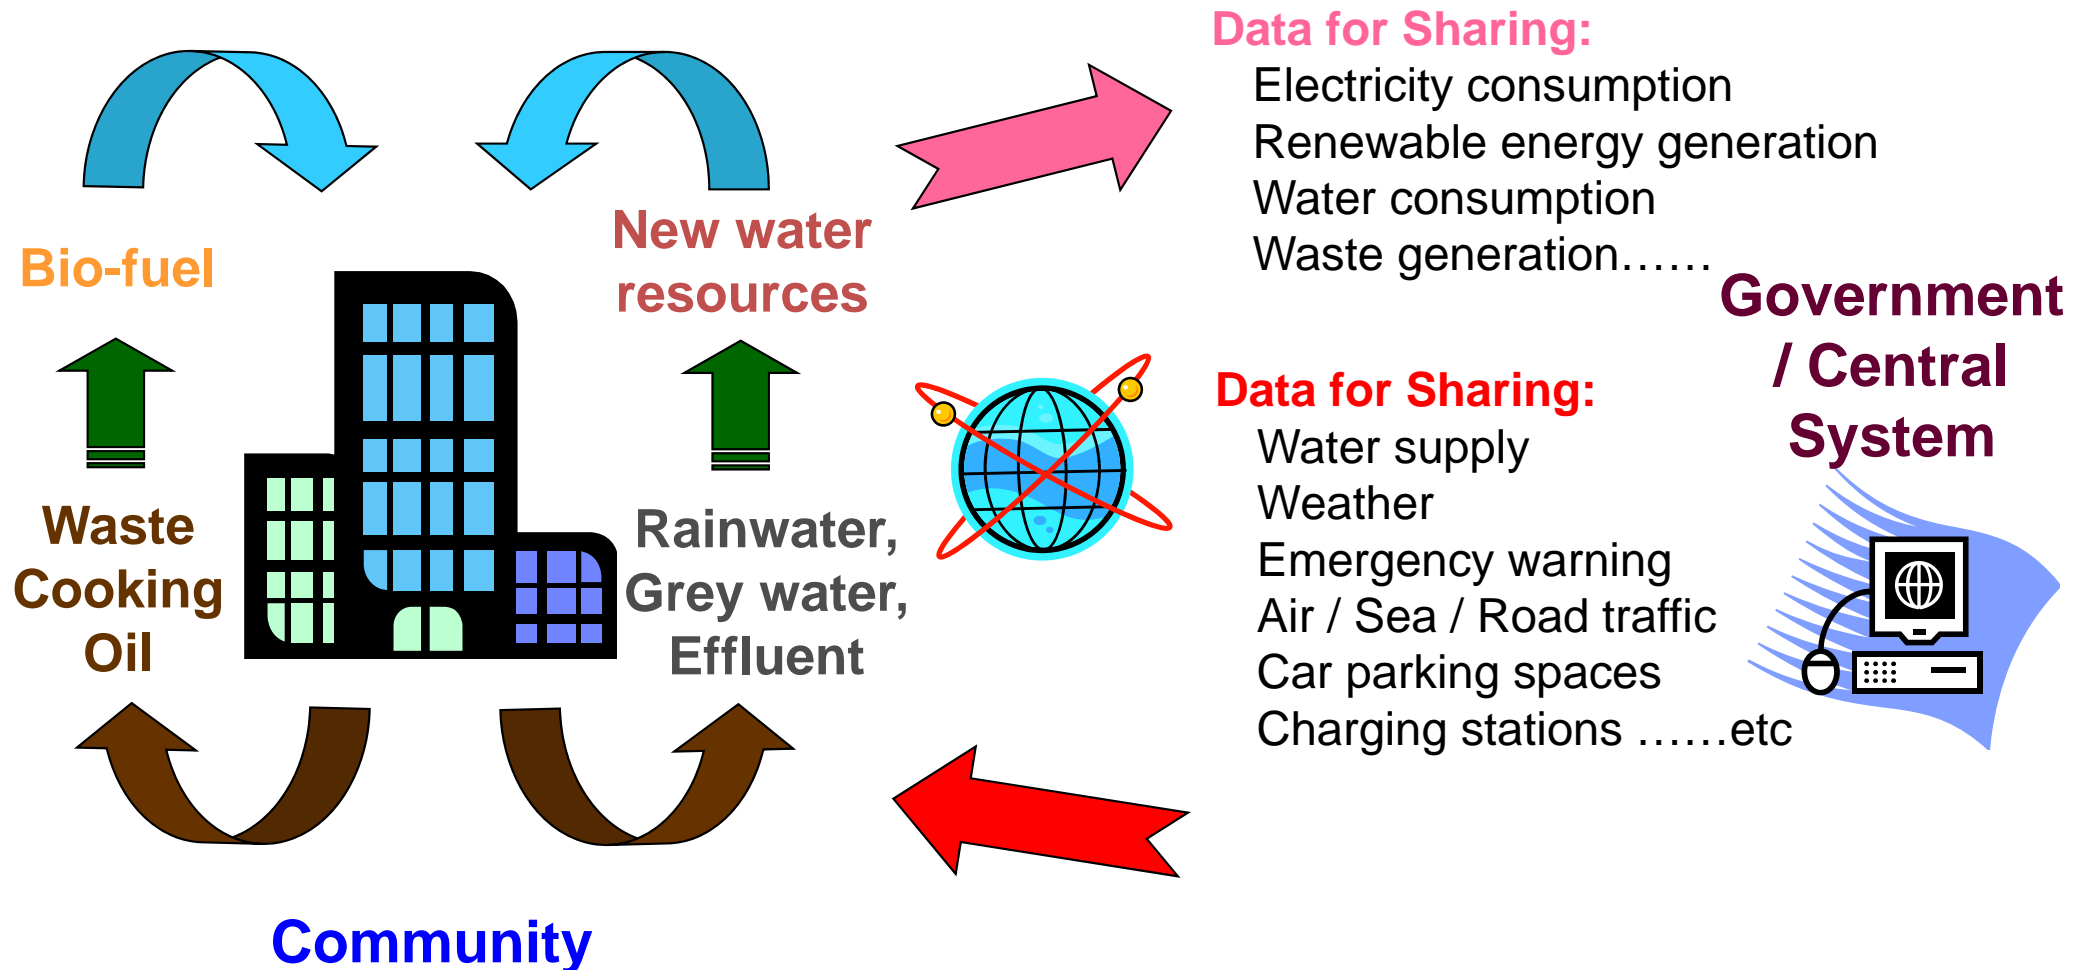 Bio-fuel
Waste
Cooking
Oil
New water
resources
Rainwater,
Grey water,
Effluent
Community
Data for Sharing:
Electricity consumption
Renewable energy generation
Water consumption
Waste generation……
Data for Sharing:
Water supply
Weather
Emergency warning
Air / Sea / Road traffic
Car parking spaces
Charging stations ……etc
Government
/ Central
System